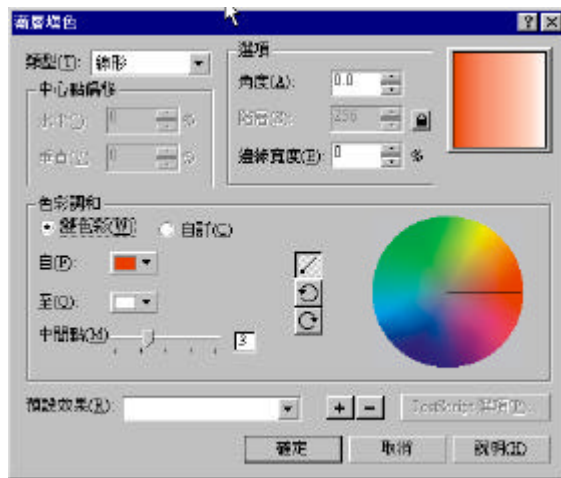 漸層填色
類型(T): 線形
中心點偏移
水平(I): 0 %
垂直(V): 0 %
選項
角度(A): 0.0
階層(S): 256
邊緣寬度(E): 0 %
色彩調和
雙色彩(W) 自訂(C)
自(F):
至(O):
中間點(M)
預設效果(R):
PostScript 選項(P)...
確定 取消 說明(H)